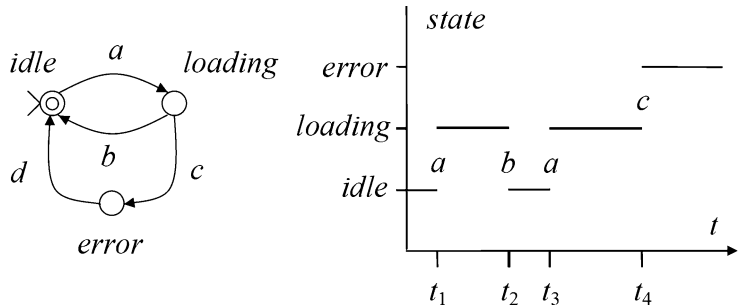 a
idle
loading
b
d
c
error
state
error
c
loading
a
b
a
idle
t
t1
t2
t3
t4